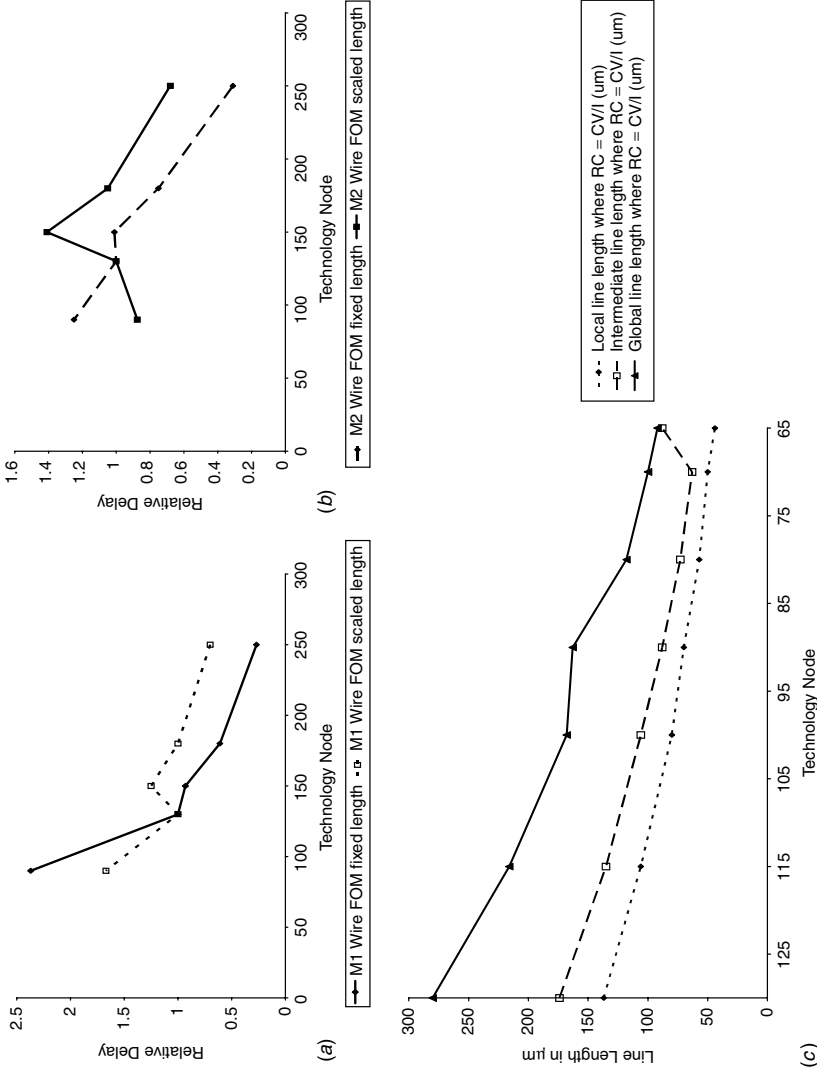 2.5
2
1.5
1
0.5
0
Relative Delay
0
50
100
150
200
250
300
Technology Node
M1 Wire FOM fixed length
M1 Wire FOM scaled length
(a)
1.6
1.4
1.2
1
0.8
0.6
0.4
0.2
0
Relative Delay
0
50
100
150
200
250
300
Technology Node
M2 Wire FOM fixed length
M2 Wire FOM scaled length
(b)
300
250
200
150
100
50
0
Line Length in μm
125
115
105
95
85
75
65
Technology Node
Local line length where RC = CV/I (um)
Intermediate line length where RC = CV/I (um)
Global line length where RC = CV/I (um)
(c)